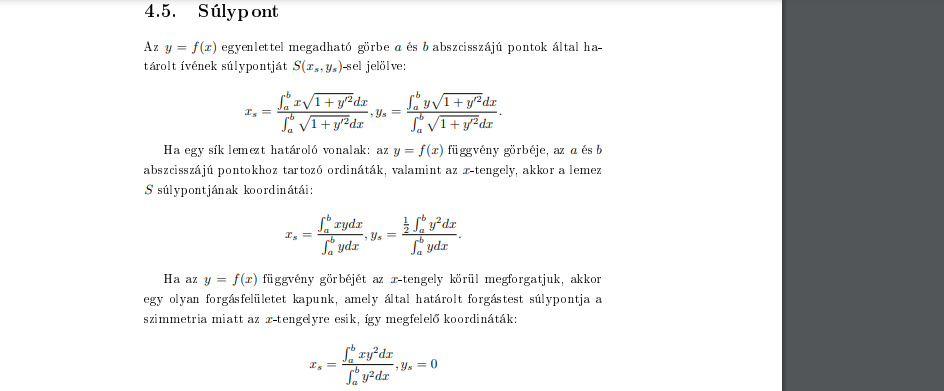 4.5. Súlypont
Az y = f(x) egyenlettel megadható görbe a és b abszcisszájú pontok által ha-
tárolt ívének súlypontját S(x_s, y_s)-sel jelölve:
x_s = \frac{\int_a^b x\sqrt{1+y'^2}dx}{\int_a^b \sqrt{1+y'^2}dx}, y_s = \frac{\int_a^b y\sqrt{1+y'^2}dx}{\int_a^b \sqrt{1+y'^2}dx}.
Ha egy sík lemezt határoló vonalak: az y = f(x) függvény görbéje, az a és b
abszcisszájú pontokhoz tartozó ordináták, valamint az x-tengely, akkor a lemez
S súlypontjának koordinátái:
x_s = \frac{\int_a^b xydx}{\int_a^b ydx}, y_s = \frac{\frac{1}{2}\int_a^b y^2dx}{\int_a^b ydx}.
Ha az y = f(x) függvény görbéjét az x-tengely körül megforgatjuk, akkor
egy olyan forgásfelületet kapunk, amely által határolt forgástest súlypontja a
szimmetria miatt az x-tengelyre esik, így megfelelő koordináták:
x_s = \frac{\int_a^b xy^2dx}{\int_a^b y^2dx}, y_s = 0